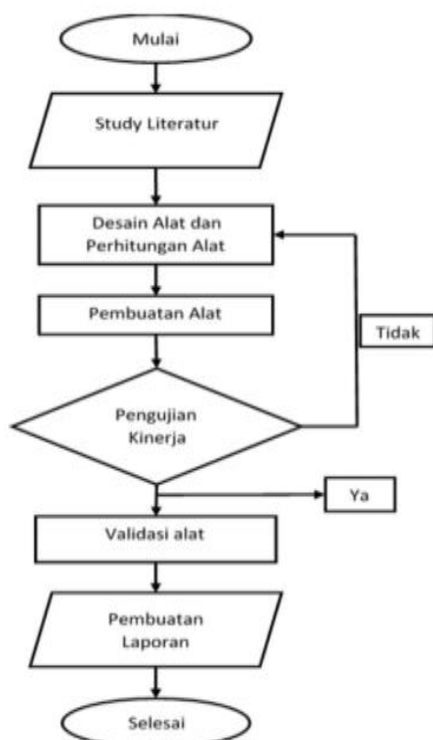 Mulai
Study Literatur
Desain Alat dan
Perhitungan Alat
Pembuatan Alat
Tidak
Pengujian
Kinerja
Ya
Validasi alat
Pembuatan
Laporan
Selesai